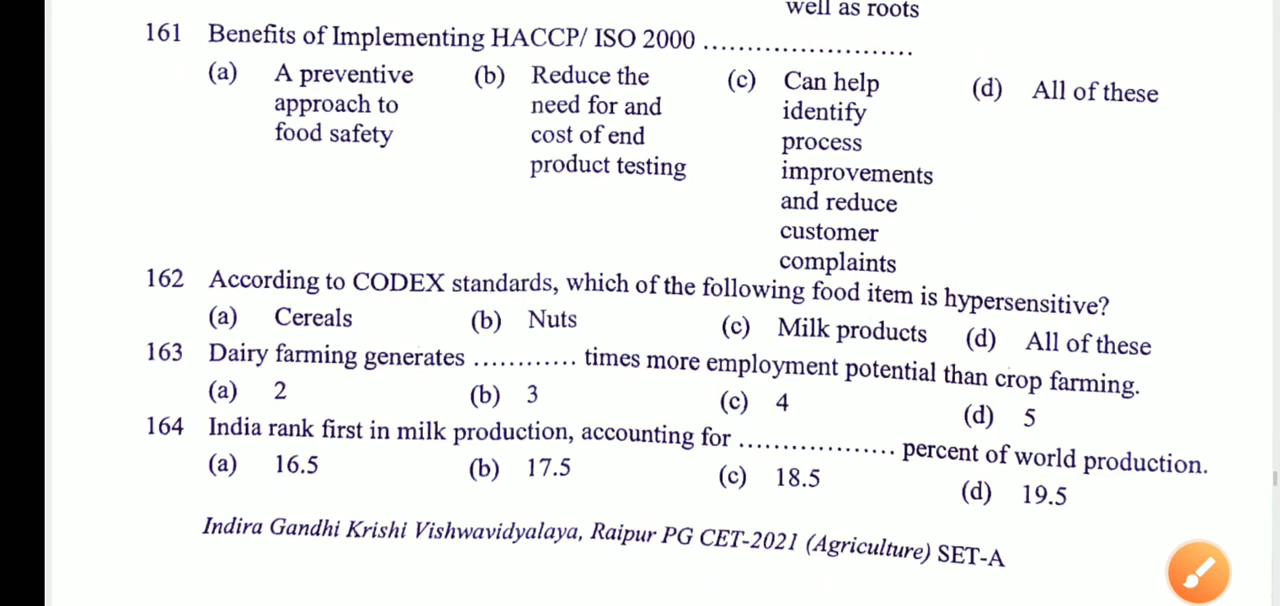 well as roots
161 Benefits of Implementing HACCP/ ISO 2000 ........................
(a) A preventive approach to food safety
(b) Reduce the need for and cost of end product testing
(c) Can help identify process improvements and reduce customer complaints
(d) All of these
162 According to CODEX standards, which of the following food item is hypersensitive?
(a) Cereals (b) Nuts (c) Milk products (d) All of these
163 Dairy farming generates ............ times more employment potential than crop farming.
(a) 2 (b) 3 (c) 4 (d) 5
164 India rank first in milk production, accounting for .................. percent of world production.
(a) 16.5 (b) 17.5 (c) 18.5 (d) 19.5
Indira Gandhi Krishi Vishwavidyalaya, Raipur PG CET-2021 (Agriculture) SET-A